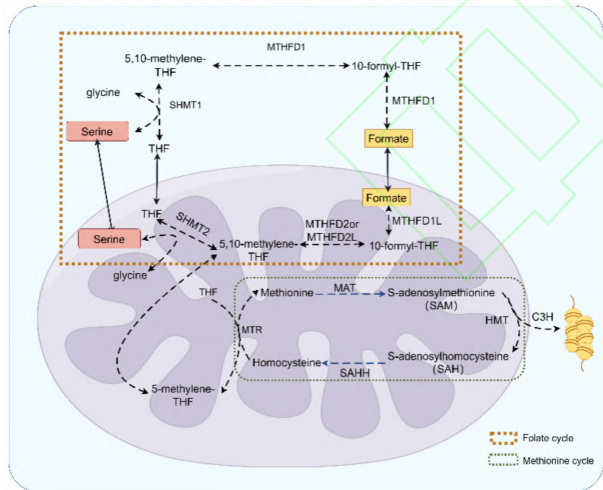 MTHFD1
5,10-methylene-
THF
10-formyl-THF
glycine
SHMT1
MTHFD1
Serine
THF
Formate
Formate
THF
SHMT2
MTHFD2or
MTHFD2L
MTHFD1L
Serine
5,10-methylene-
THF
10-formyl-THF
glycine
THF
Methionine
MAT
S-adenosylmethionine
(SAM)
C3H
HMT
MTR
Homocysteine
SAHH
S-adenosylhomocysteine
(SAH)
5-methylene-
THF
Folate cycle
Methionine cycle